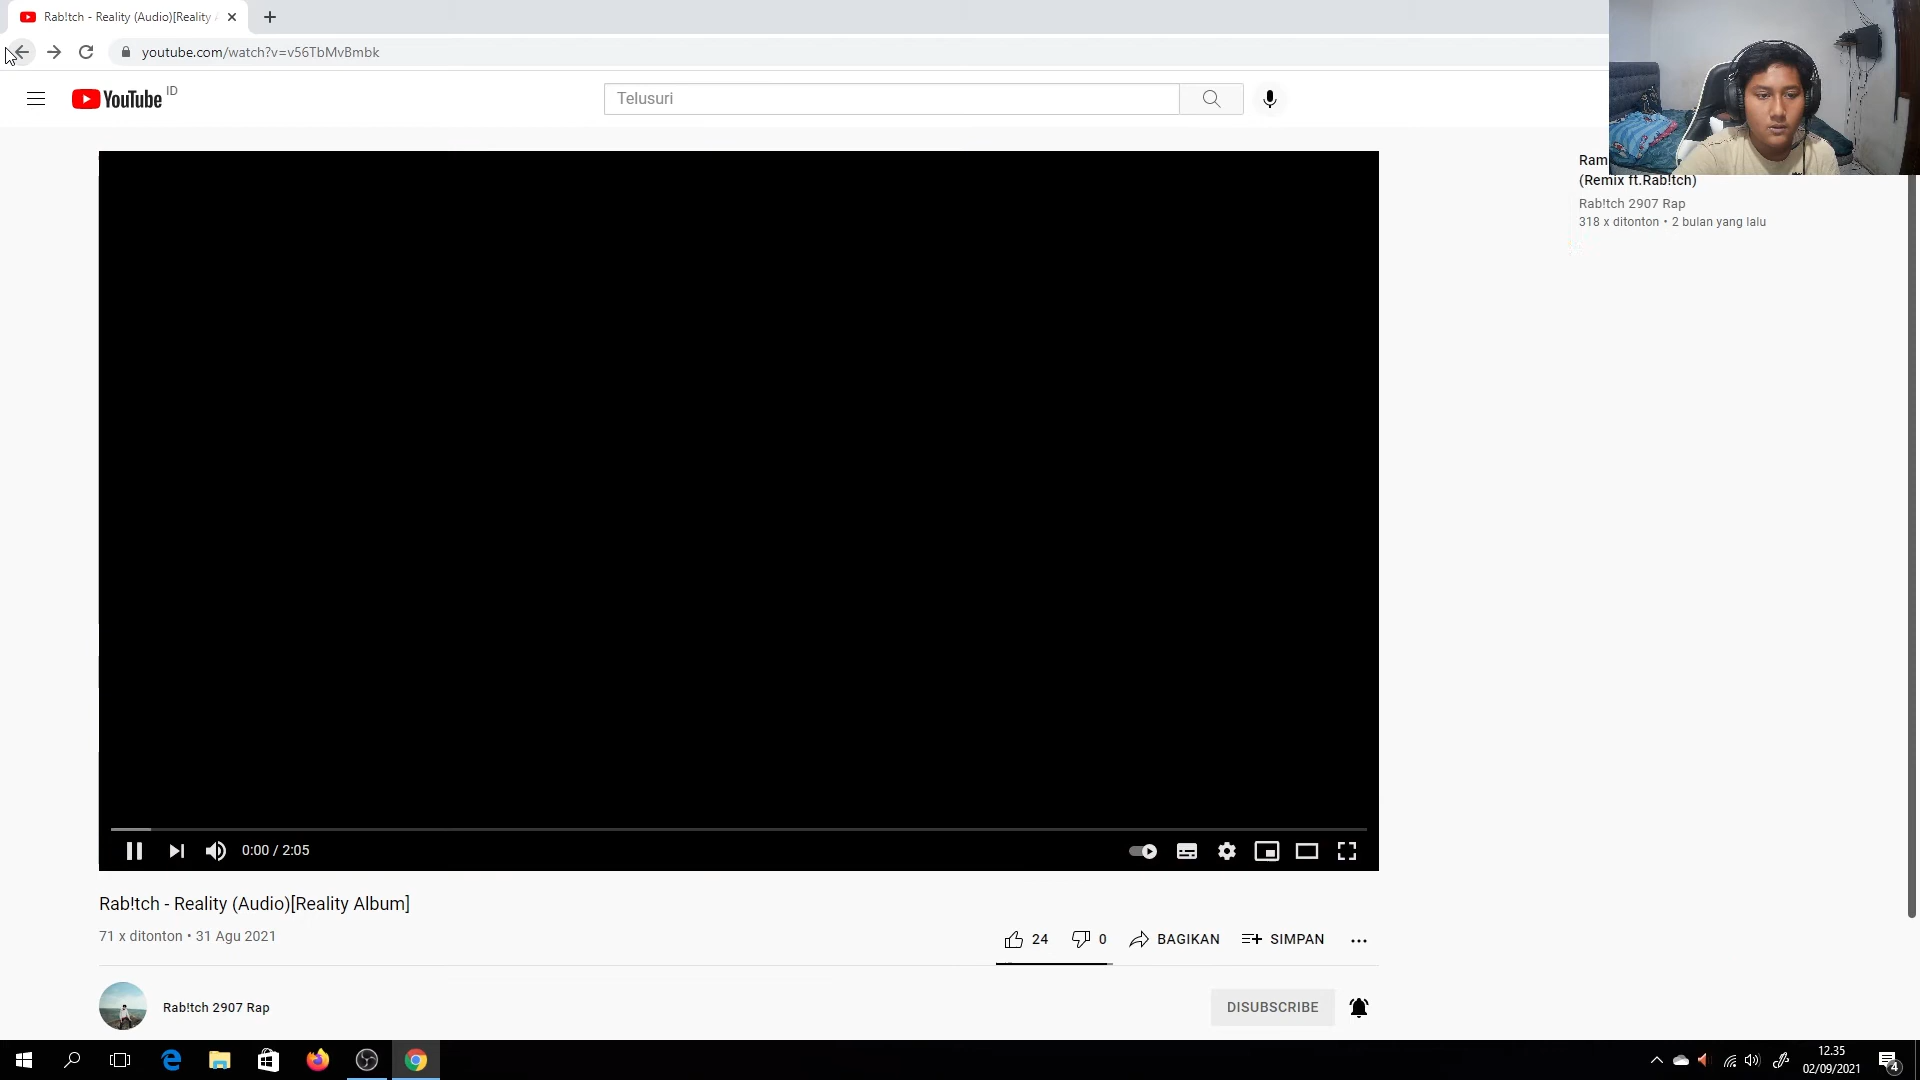 Rab!tch - Reality (Audio)[Reality
youtube.com/watch?v=v56TbMvBmbk
YouTube ID
Telusuri
Ram
(Remix ft.Rab!tch)
Rab!tch 2907 Rap
318 x ditonton • 2 bulan yang lalu
0:00 / 2:05
Rab!tch - Reality (Audio)[Reality Album]
71 x ditonton • 31 Agu 2021
24 0 BAGIKAN SIMPAN
Rab!tch 2907 Rap
DISUBSCRIBE
12.35
02/09/2021
4